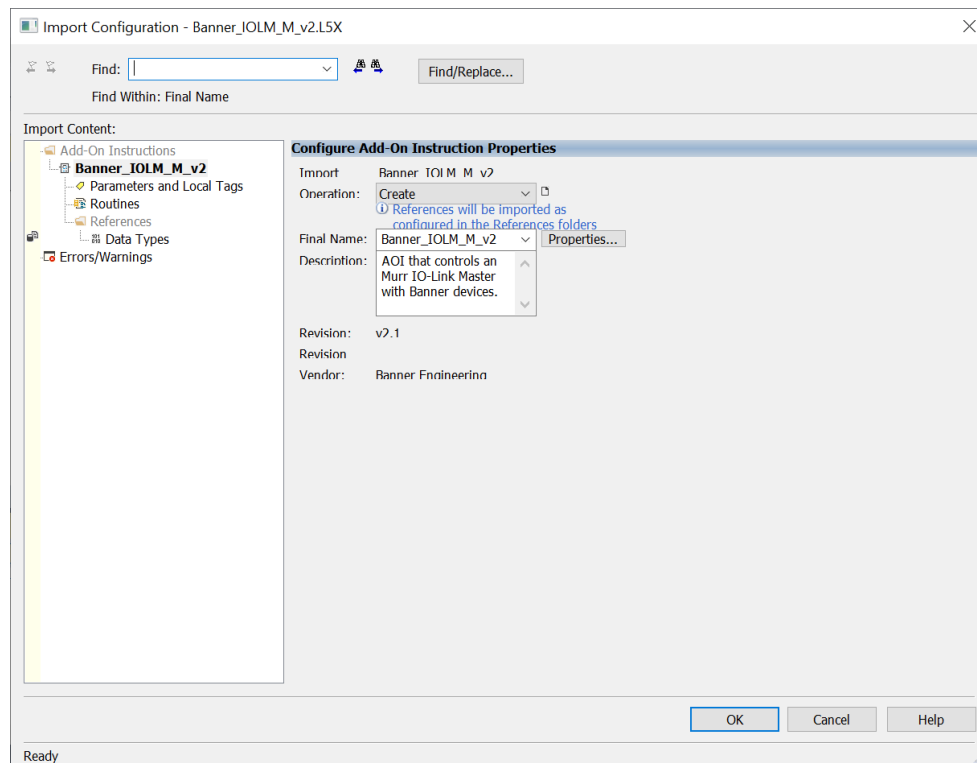 Import Configuration - Banner_IOLM_M_v2.L5X
Find:
Find/Replace...
Find Within: Final Name
Import Content:
Add-On Instructions
Banner_IOLM_M_v2
Parameters and Local Tags
Routines
References
Data Types
Errors/Warnings
Configure Add-On Instruction Properties
Import Banner_IOLM_M_v2
Operation: Create
References will be imported as
configured in the References folders
Final Name: Banner_IOLM_M_v2 Properties...
Description: AOI that controls an
Murr IO-Link Master
with Banner devices.
Revision: v2.1
Revision
Vendor: Banner Engineering
OK Cancel Help
Ready